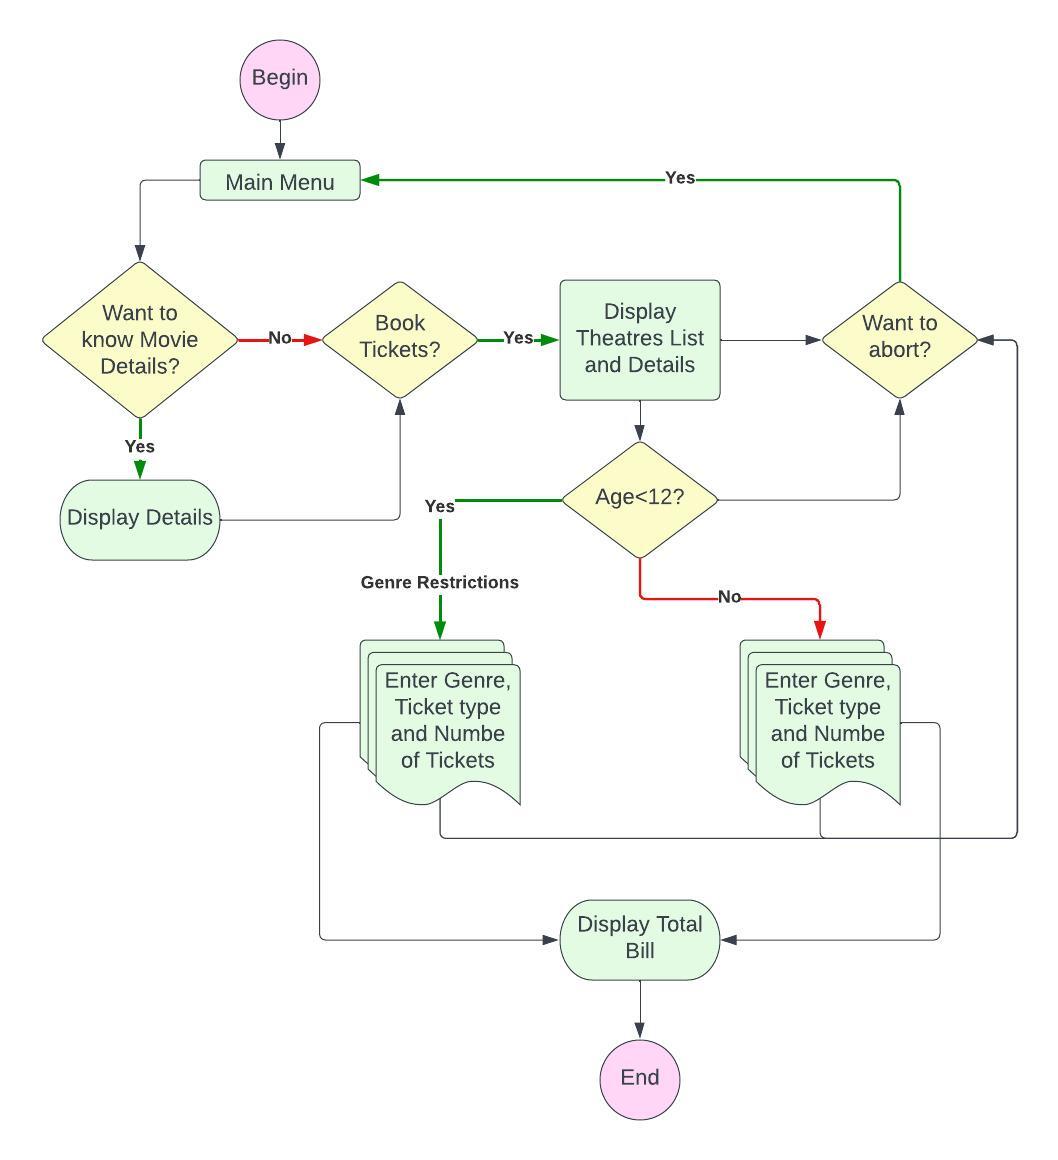 Begin
Main Menu
Yes
Want to
know Movie
Details?
No
Book
Tickets?
Yes
Display
Theatres List
and Details
Want to
abort?
Yes
Display Details
Age<12?
Yes
Genre Restrictions
No
Enter Genre,
Ticket type
and Numbe
of Tickets
Enter Genre,
Ticket type
and Numbe
of Tickets
Display Total
Bill
End